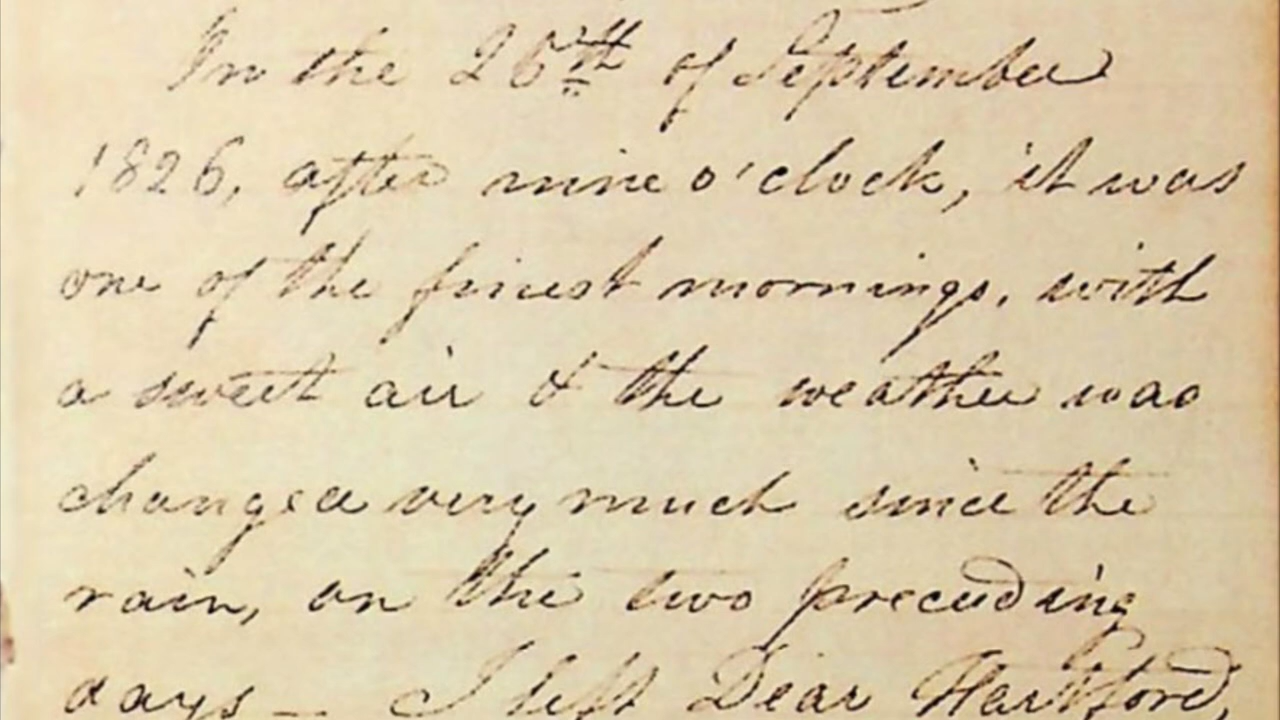 In the 26th of September
1826, after nine o'clock, it was
one of the finest mornings, with
a sweet air & the weather was
changed very much since the
rain, on the two preceeding
days — I left Dear Hartford,